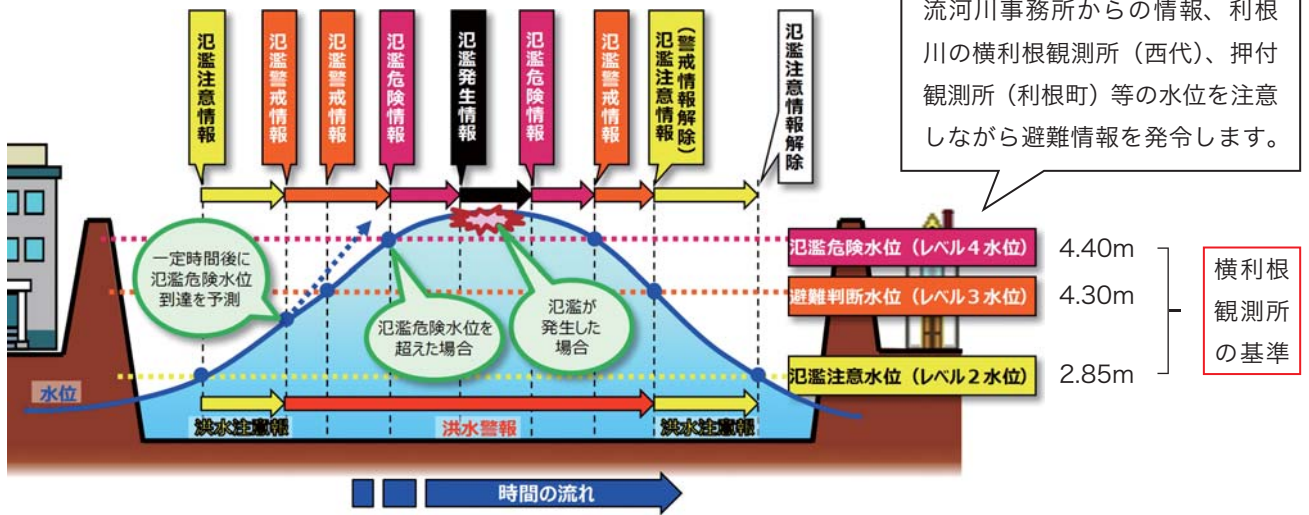 氾濫注意情報
氾濫警戒情報
氾濫警戒情報
氾濫危険情報
氾濫発生情報
氾濫危険情報
氾濫警戒情報
氾濫注意情報
(警戒情報解除)
氾濫注意情報解除
流河川事務所からの情報、利根
川の横利根観測所（西代）、押付
観測所（利根町）等の水位を注意
しながら避難情報を発令します。
一定時間後に
氾濫危険水位
到達を予測
氾濫危険水位を
超えた場合
氾濫が
発生した
場合
氾濫危険水位（レベル4水位）
4.40m
避難判断水位（レベル3水位）
4.30m
氾濫注意水位（レベル2水位）
2.85m
横利根
観測所
の基準
水位
洪水注意報
洪水警報
洪水注意報
時間の流れ